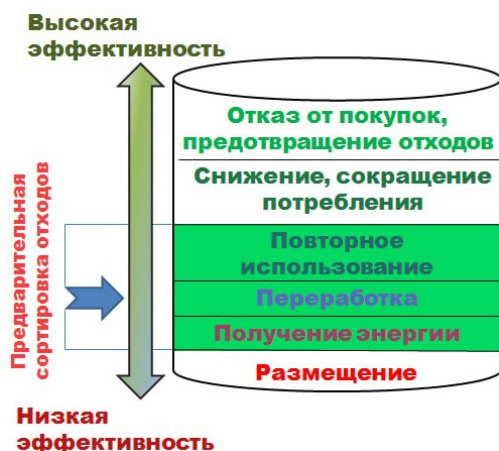 Высокая
эффективность
Отказ от покупок,
предотвращение отходов
Снижение, сокращение
потребления
Предварительная
сортировка отходов
Повторное
использование
Переработка
Получение энергии
Размещение
Низкая
эффективность